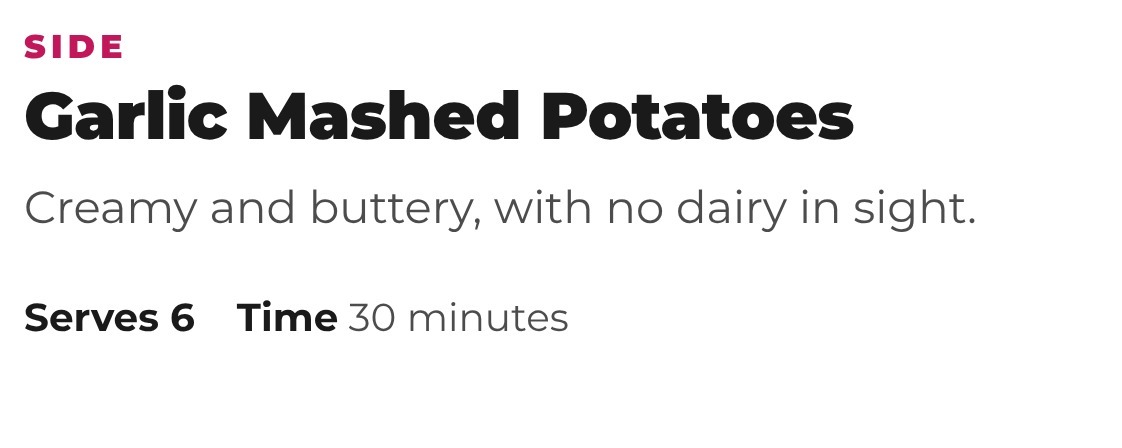 SIDE
Garlic Mashed Potatoes
Creamy and buttery, with no dairy in sight.
Serves 6 Time 30 minutes